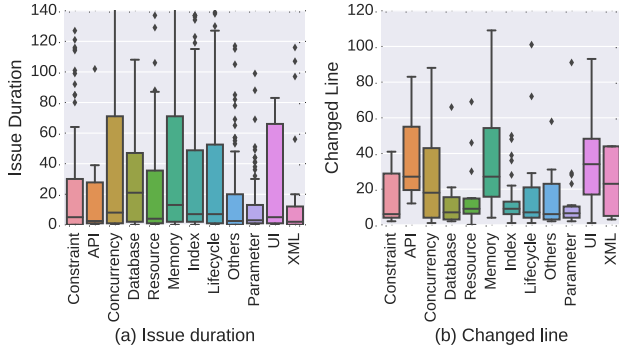 140
120
100
80
60
40
20
0
Issue Duration
Constraint
API
Concurrency
Database
Resource
Memory
Index
Lifecycle
Others
Parameter
UI
XML
(a) Issue duration
120
100
80
60
40
20
0
Changed Line
Constraint
API
Concurrency
Database
Resource
Memory
Index
Lifecycle
Others
Parameter
UI
XML
(b) Changed line